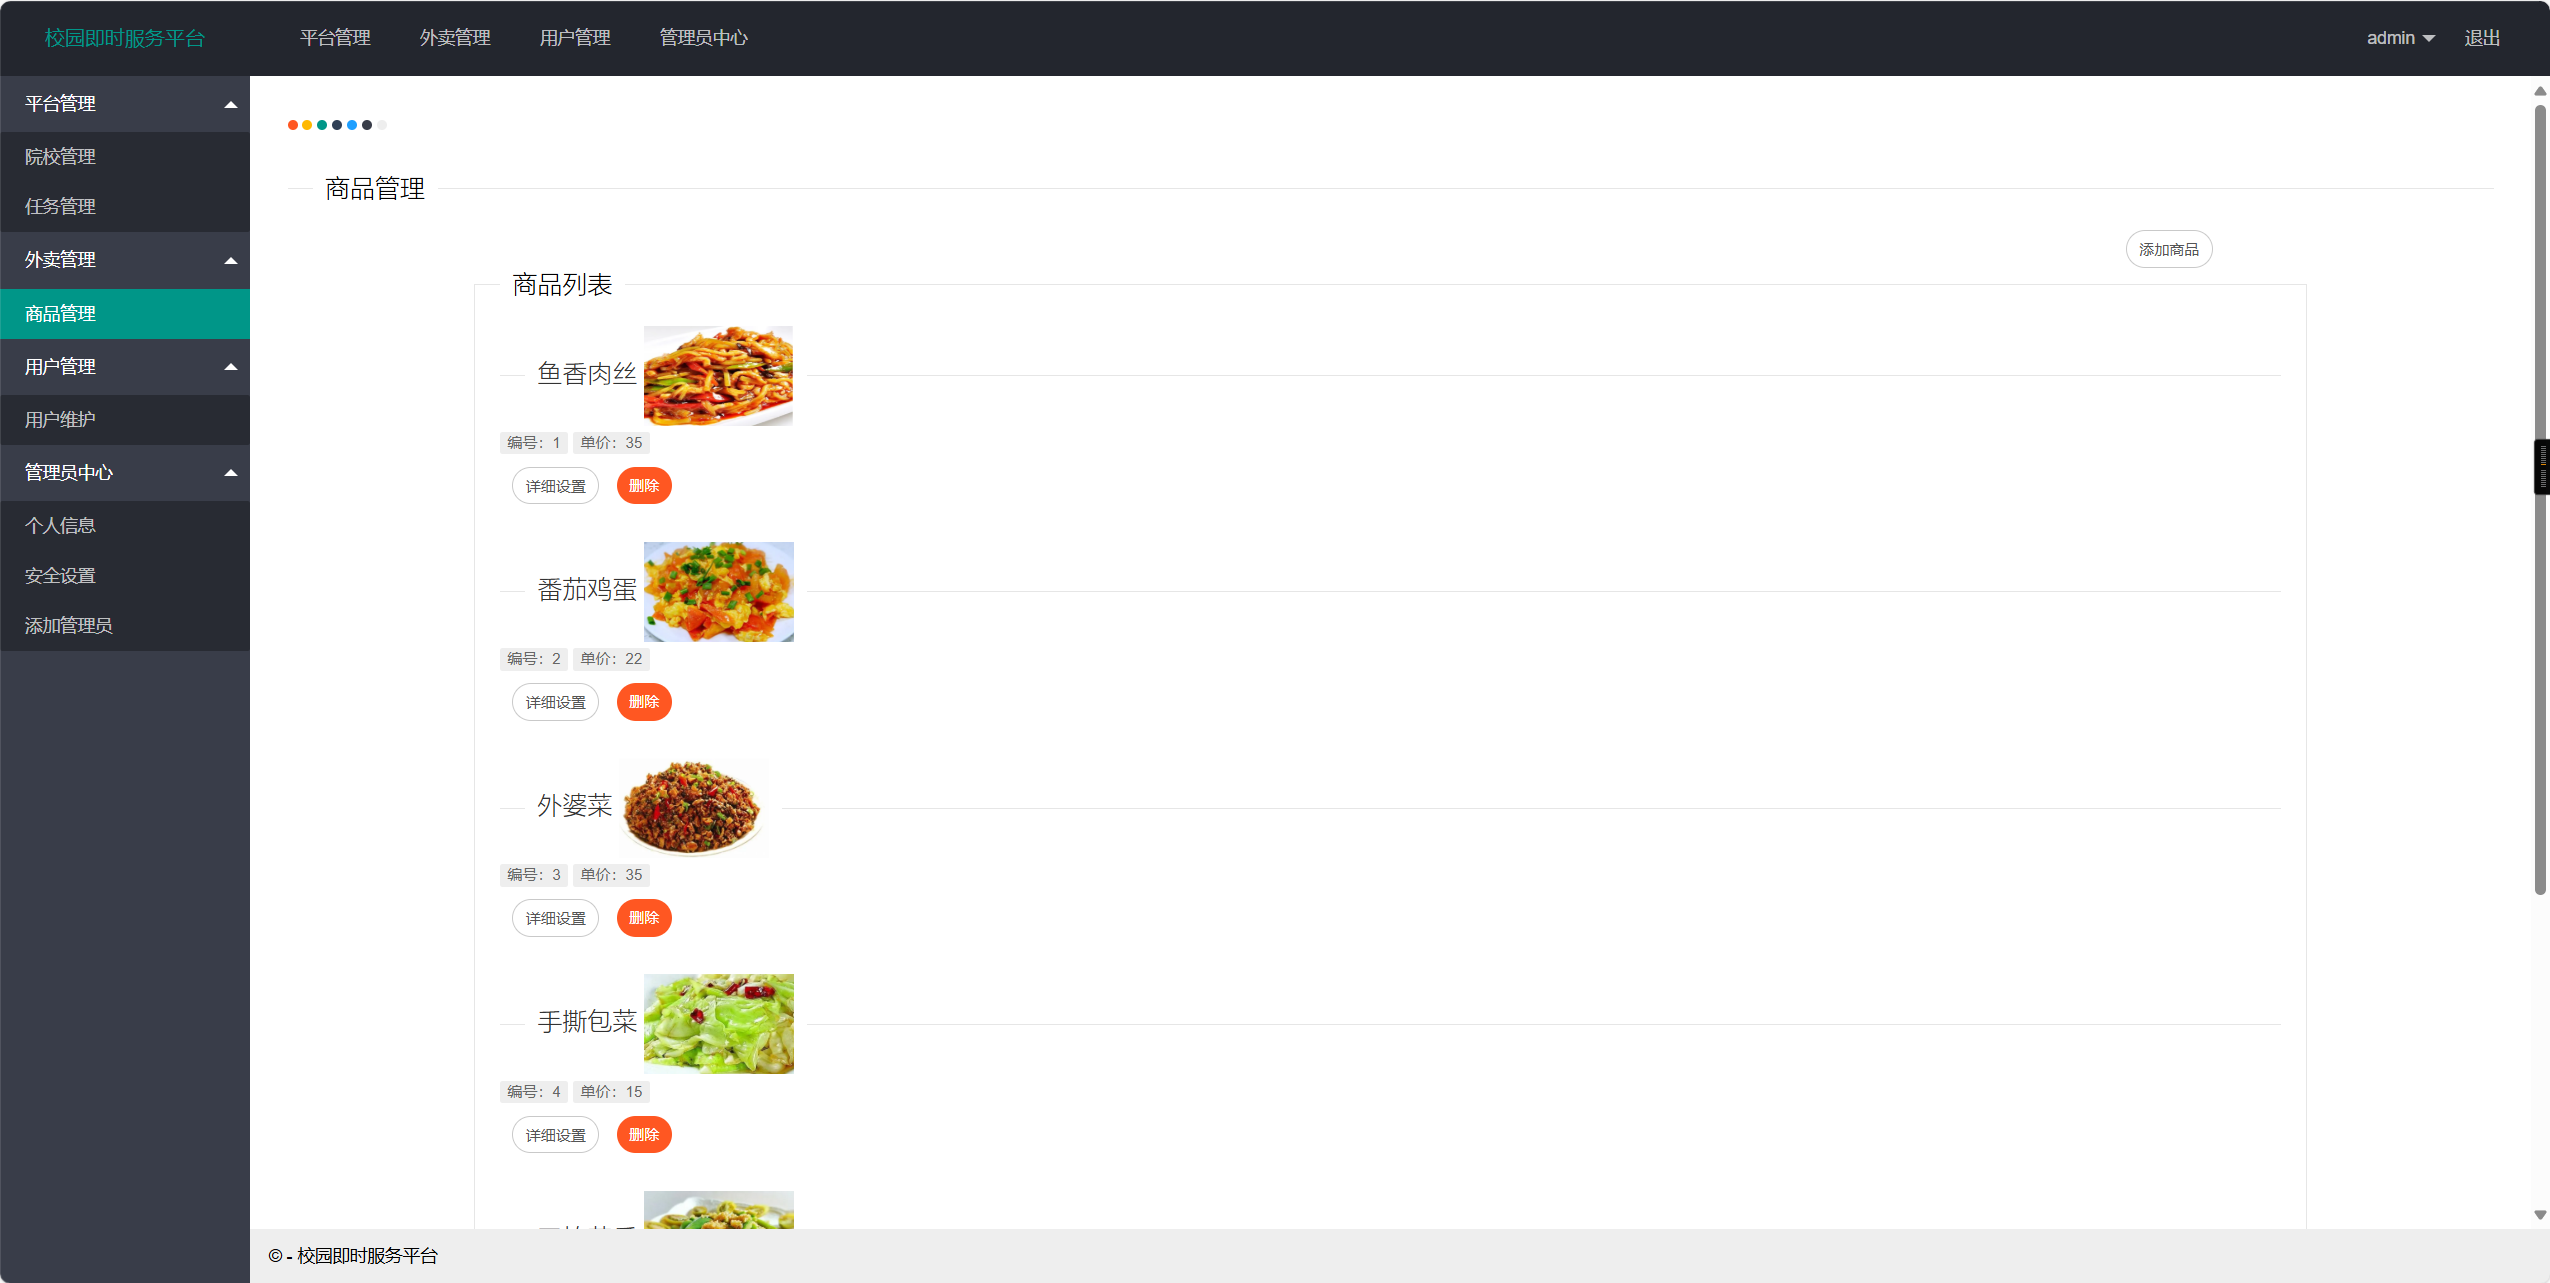 校园即时服务平台 平台管理 外卖管理 用户管理 管理员中心 admin 退出
平台管理
院校管理
任务管理
外卖管理
商品管理
用户管理
用户维护
管理员中心
个人信息
安全设置
添加管理员
商品管理
添加商品
商品列表
鱼香肉丝
编号：1 单价：35
详细设置 删除
番茄鸡蛋
编号：2 单价：22
详细设置 删除
外婆菜
编号：3 单价：35
详细设置 删除
手撕包菜
编号：4 单价：15
详细设置 删除
© - 校园即时服务平台